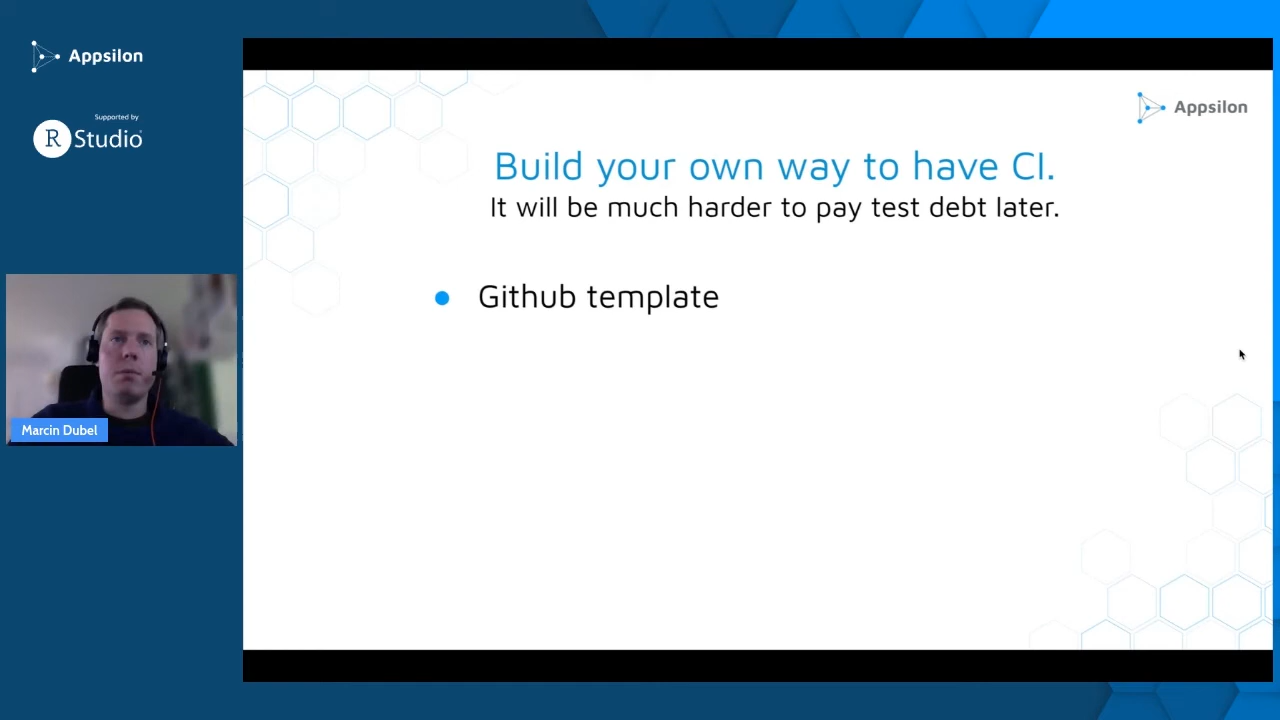 Appsilon
Supported by
R Studio
Marcin Dubel
Appsilon
Build your own way to have CI.
It will be much harder to pay test debt later.
Github template